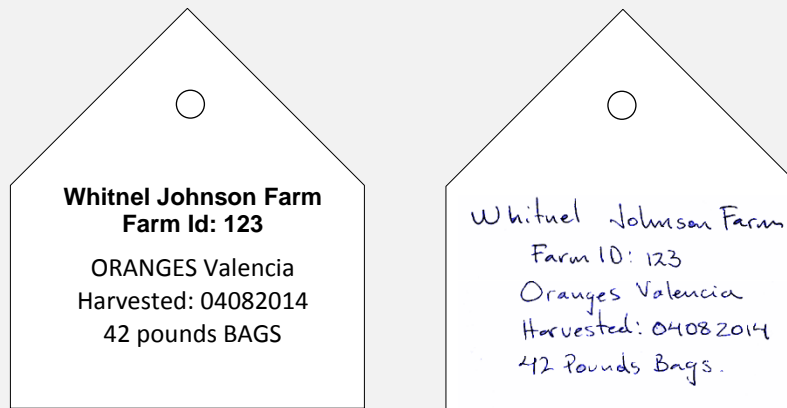 Whitnel Johnson Farm
Farm Id: 123
ORANGES Valencia
Harvested: 04082014
42 pounds BAGS
Whitnel Johnson Farm
Farm ID: 123
Oranges Valencia
Harvested: 04082014
42 Pounds Bags.